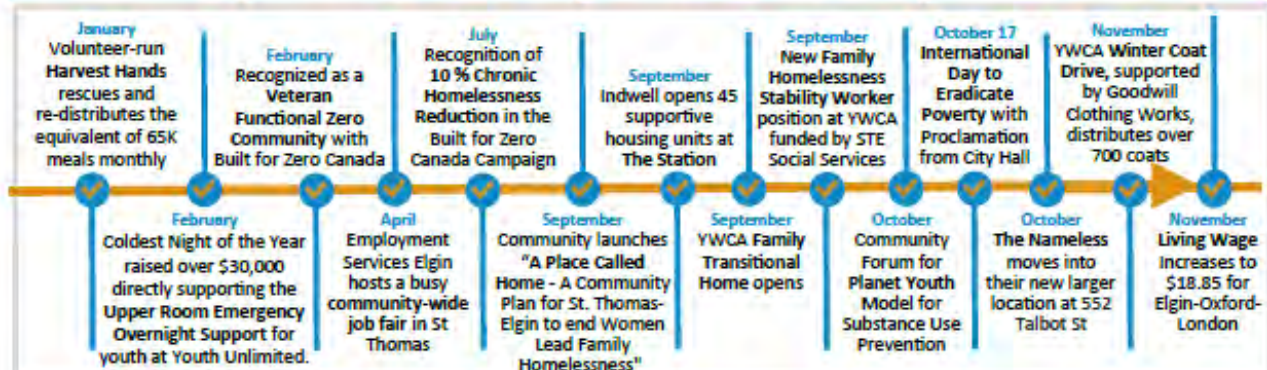 January
Volunteer-run
Harvest Hands
rescues and
re-distributes the
equivalent of 65K
meals monthly
February
Coldest Night of the Year
raised over $30,000
directly supporting the
Upper Room Emergency
Overnight Support for
youth at Youth Unlimited.
February
Recognized as a
Veteran
Functional Zero
Community with
Built for Zero Canada
April
Employment
Services Elgin
hosts a busy
community-wide
job fair in St
Thomas
July
Recognition of
10 % Chronic
Homelessness
Reduction in the
Built for Zero
Canada Campaign
September
Community launches
"A Place Called
Home - A Community
Plan for St. Thomas-
Elgin to end Women
Lead Family
Homelessness"
September
Indwell opens 45
supportive
housing units at
The Station
September
YWCA Family
Transitional
Home opens
September
New Family
Homelessness
Stability Worker
position at YWCA
funded by STE
Social Services
October
Community
Forum for
Planet Youth
Model for
Substance Use
Prevention
October 17
International
Day to
Eradicate
Poverty with
Proclamation
from City Hall
October
The Nameless
moves into
their new larger
location at 552
Talbot St
November
YWCA Winter Coat
Drive, supported
by Goodwill
Clothing Works,
distributes over
700 coats
November
Living Wage
Increases to
$18.85 for
Elgin-Oxford-
London